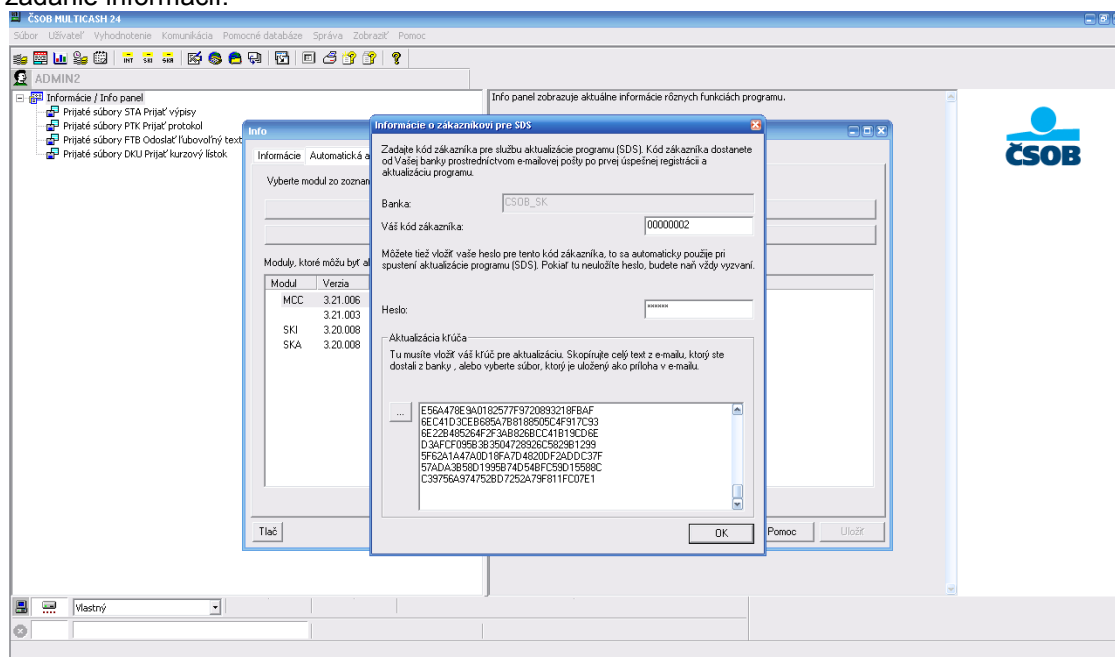 zadanie informácií.
ČSOB MULTICASH 24
Súbor Užívateľ Vyhodnotenie Komunikácia Pomocné databáze Správa Zobraziť Pomoc
INT SKI SKA
ADMIN2
Informácie / Info panel
Prijaté súbory STA Prijať výpisy
Prijaté súbory PTK Prijať protokol
Prijaté súbory FTB Odoslať ľubovoľný text
Prijaté súbory DKU Prijať kurzový lístok
Info panel zobrazuje aktuálne informácie rôznych funkciách programu.
ČSOB
Info
Informácie Automatická a
Vyberte modul zo zoznam
Moduly, ktoré môžu byť al
Modul Verzia
MCC 3.21.006
3.21.003
SKI 3.20.008
SKA 3.20.008
Tlač
Pomoc
Uložiť
Informácie o zákazníkovi pre SDS
Zadajte kód zákazníka pre službu aktualizácie programu (SDS). Kód zákazníka dostanete
od Vašej banky prostredníctvom e-mailovej pošty po prvej úspešnej registrácii a
aktualizáciu programu.
Banka: CSOB_SK
Váš kód zákazníka: 00000002
Môžete tiež vložiť vaše heslo pre tento kód zákazníka, to sa automaticky použije pri
spustení aktualizácie programu (SDS). Pokiaľ tu neuložíte heslo, budete naň vždy vyzvaní.
Heslo: ××××××
Aktualizácia kľúča
Tu musíte vložiť váš kľúč pre aktualizáciu. Skopírujte celý text z e-mailu, ktorý ste
dostali z banky , alebo vyberte súbor, ktorý je uložený ako príloha v e-mailu.
...
E56A478E9A0182577F9720893218FBAF
6EC41D3CEB685A7B8188505C4F917C93
6E22B485264F2F3AB826BCC41B19CD6E
D3AFCF095B3B3504728926C5829B1299
5F62A1A47A0D18FA7D4820DF2ADDC37F
57ADA3B58D1995B74D54BFC59D15588C
C39756A974752BD7252A79F811FC07E1
OK
Vlastný